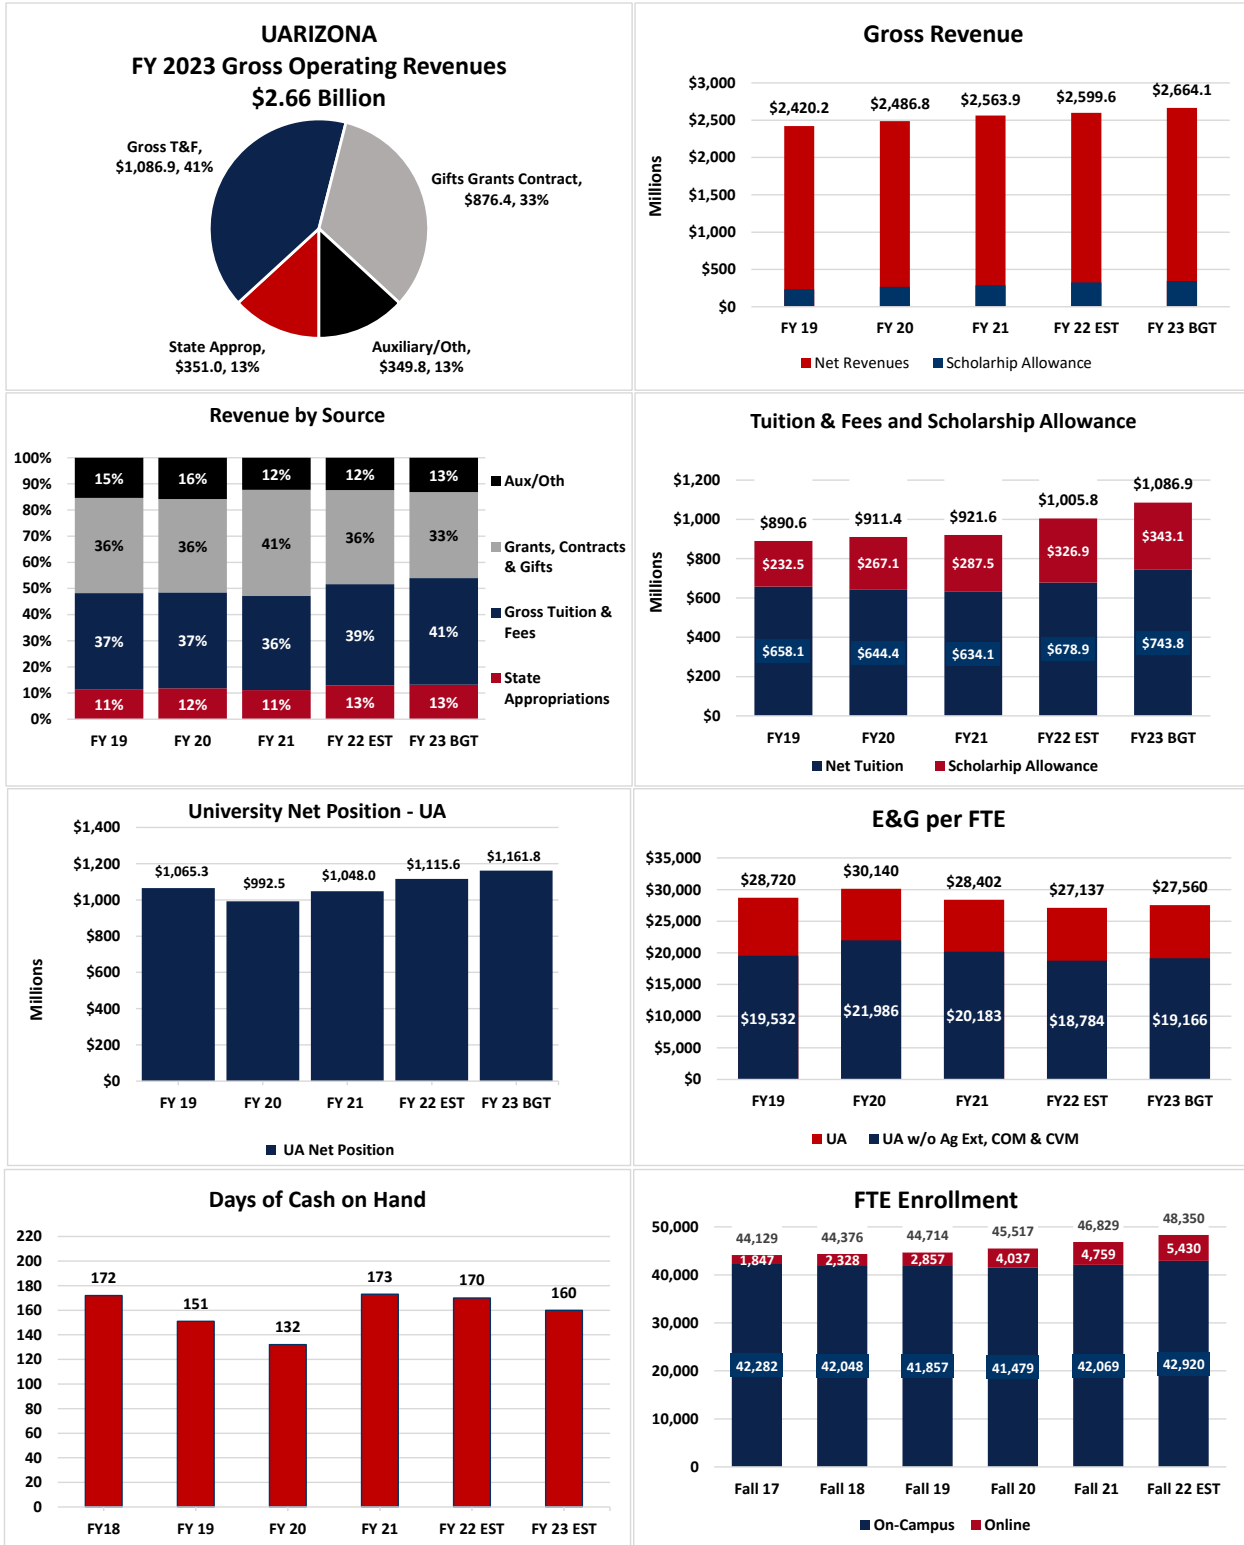 UARIZONA
FY 2023 Gross Operating Revenues
$2.66 Billion
Gross T&F,
$1,086.9, 41%
Gifts Grants Contract,
$876.4, 33%
State Approp,
$351.0, 13%
Auxiliary/Oth,
$349.8, 13%
Gross Revenue
Millions
$3,000
$2,500
$2,000
$1,500
$1,000
$500
$0
$2,420.2
$2,486.8
$2,563.9
$2,599.6
$2,664.1
FY 19
FY 20
FY 21
FY 22 EST
FY 23 BGT
Net Revenues
Scholarhip Allowance
Revenue by Source
100%
90%
80%
70%
60%
50%
40%
30%
20%
10%
0%
15%
16%
12%
12%
13%
36%
36%
41%
36%
33%
37%
37%
36%
39%
41%
11%
12%
11%
13%
13%
FY 19
FY 20
FY 21
FY 22 EST
FY 23 BGT
Aux/Oth
Grants, Contracts
& Gifts
Gross Tuition &
Fees
State
Appropriations
Tuition & Fees and Scholarship Allowance
Millions
$1,200
$1,000
$800
$600
$400
$200
$0
$890.6
$911.4
$921.6
$1,005.8
$1,086.9
$232.5
$267.1
$287.5
$326.9
$343.1
$658.1
$644.4
$634.1
$678.9
$743.8
FY19
FY20
FY21
FY22 EST
FY23 BGT
Net Tuition
Scholarhip Allowance
University Net Position - UA
Millions
$1,400
$1,200
$1,000
$800
$600
$400
$200
$0
$1,065.3
$992.5
$1,048.0
$1,115.6
$1,161.8
FY 19
FY 20
FY 21
FY 22 EST
FY 23 BGT
UA Net Position
E&G per FTE
$35,000
$30,000
$25,000
$20,000
$15,000
$10,000
$5,000
$0
$28,720
$30,140
$28,402
$27,137
$27,560
$19,532
$21,986
$20,183
$18,784
$19,166
FY19
FY20
FY21
FY22 EST
FY23 BGT
UA
UA w/o Ag Ext, COM & CVM
Days of Cash on Hand
220
200
180
160
140
120
100
80
60
40
20
0
172
151
132
173
170
160
FY18
FY 19
FY 20
FY 21
FY 22 EST
FY 23 EST
FTE Enrollment
50,000
40,000
30,000
20,000
10,000
0
44,129
44,376
44,714
45,517
46,829
48,350
1,847
2,328
2,857
4,037
4,759
5,430
42,282
42,048
41,857
41,479
42,069
42,920
Fall 17
Fall 18
Fall 19
Fall 20
Fall 21
Fall 22 EST
On-Campus
Online